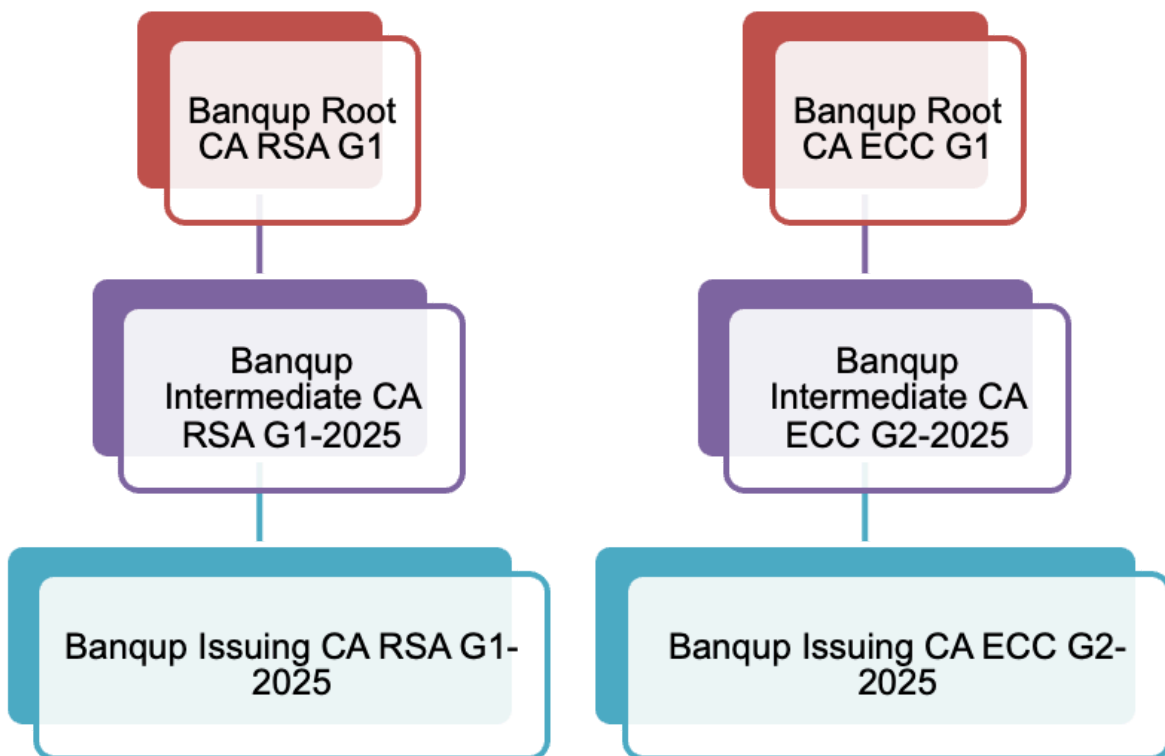 Banqup Root
CA RSA G1
Banqup
Intermediate CA
RSA G1-2025
Banqup Issuing CA RSA G1-
2025
Banqup Root
CA ECC G1
Banqup
Intermediate CA
ECC G2-2025
Banqup Issuing CA ECC G2-
2025